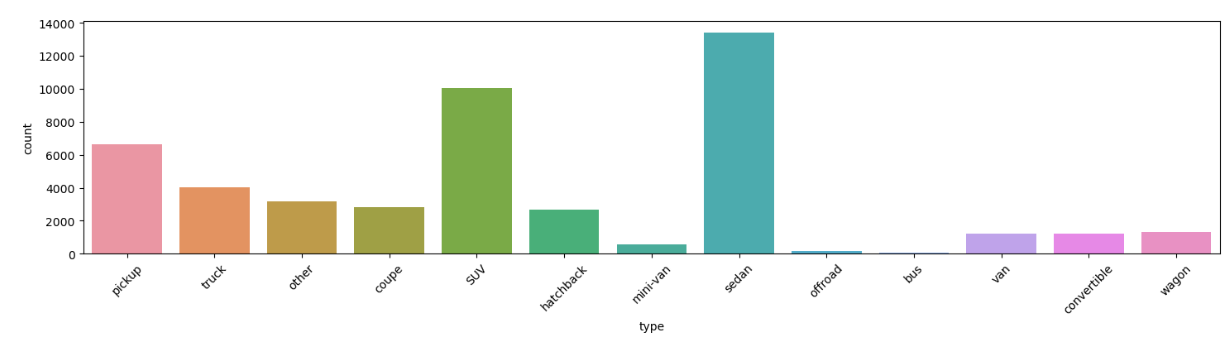 14000
12000
10000
8000
6000
4000
2000
0
count
pickup
truck
other
coupe
SUV
hatchback
mini-van
sedan
offroad
bus
van
convertible
wagon
type